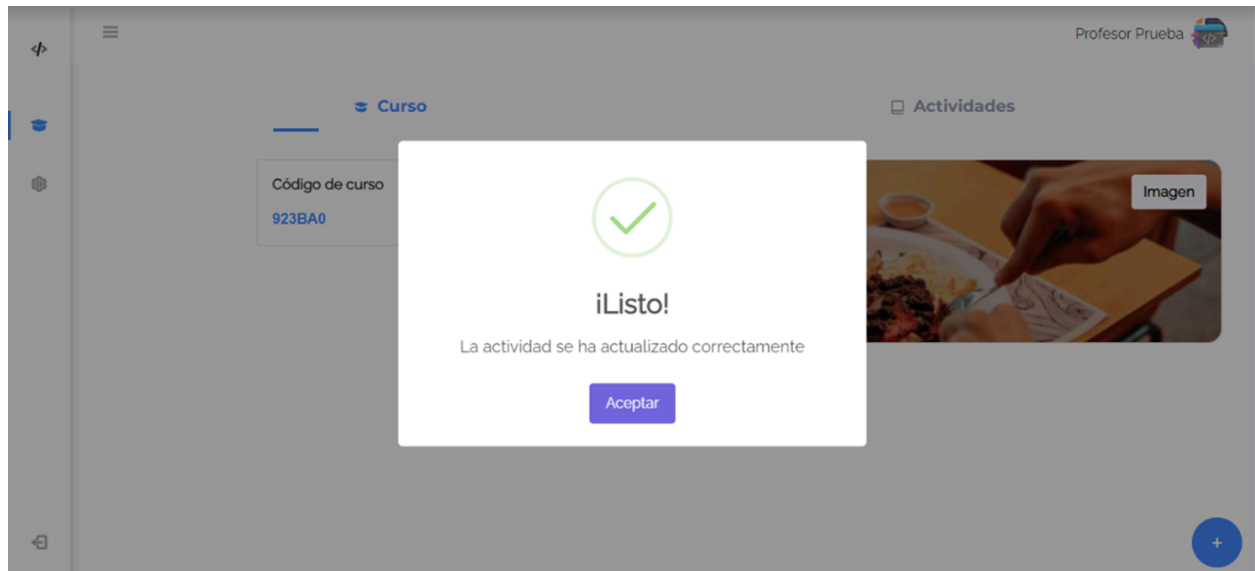 </>
Profesor Prueba
Curso
Actividades
Código de curso
923BA0
Imagen
¡Listo!
La actividad se ha actualizado correctamente
Aceptar
+